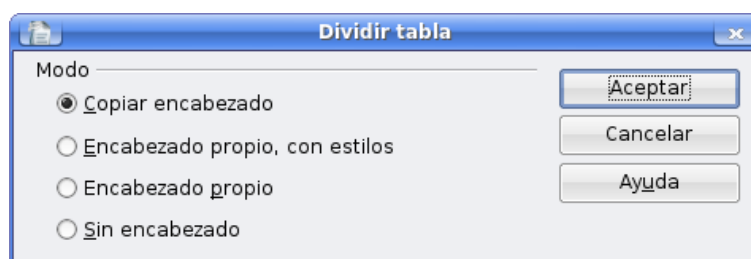 Dividir tabla
Modo
Copiar encabezado
Encabezado propio, con estilos
Encabezado propio
Sin encabezado
Aceptar
Cancelar
Ayuda